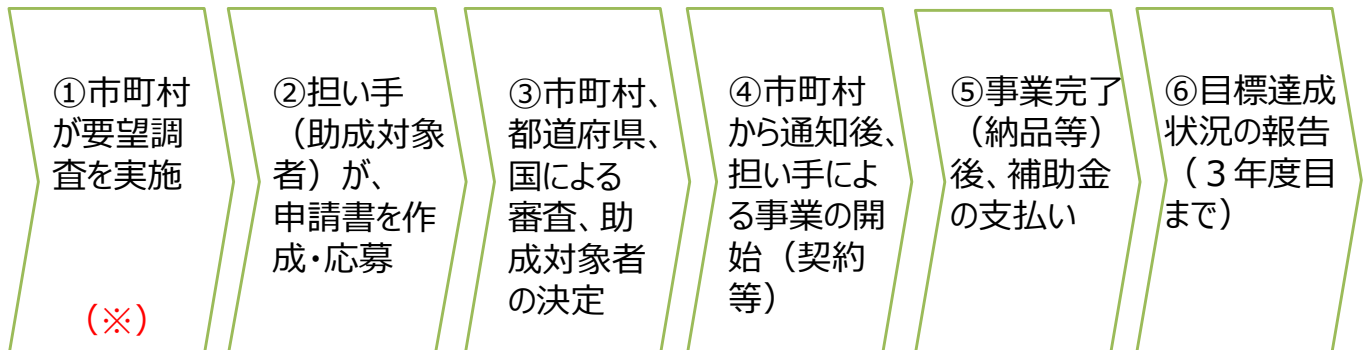 ①市町村
が要望調
査を実施
（※）
②担い手
（助成対象
者）が、
申請書を作
成・応募
③市町村、
都道府県、
国による
審査、助
成対象者
の決定
④市町村
から通知後、
担い手によ
る事業の開
始（契約
等）
⑤事業完了
（納品等）
後、補助金
の支払い
⑥目標達成
状況の報告
（３年度目
まで）